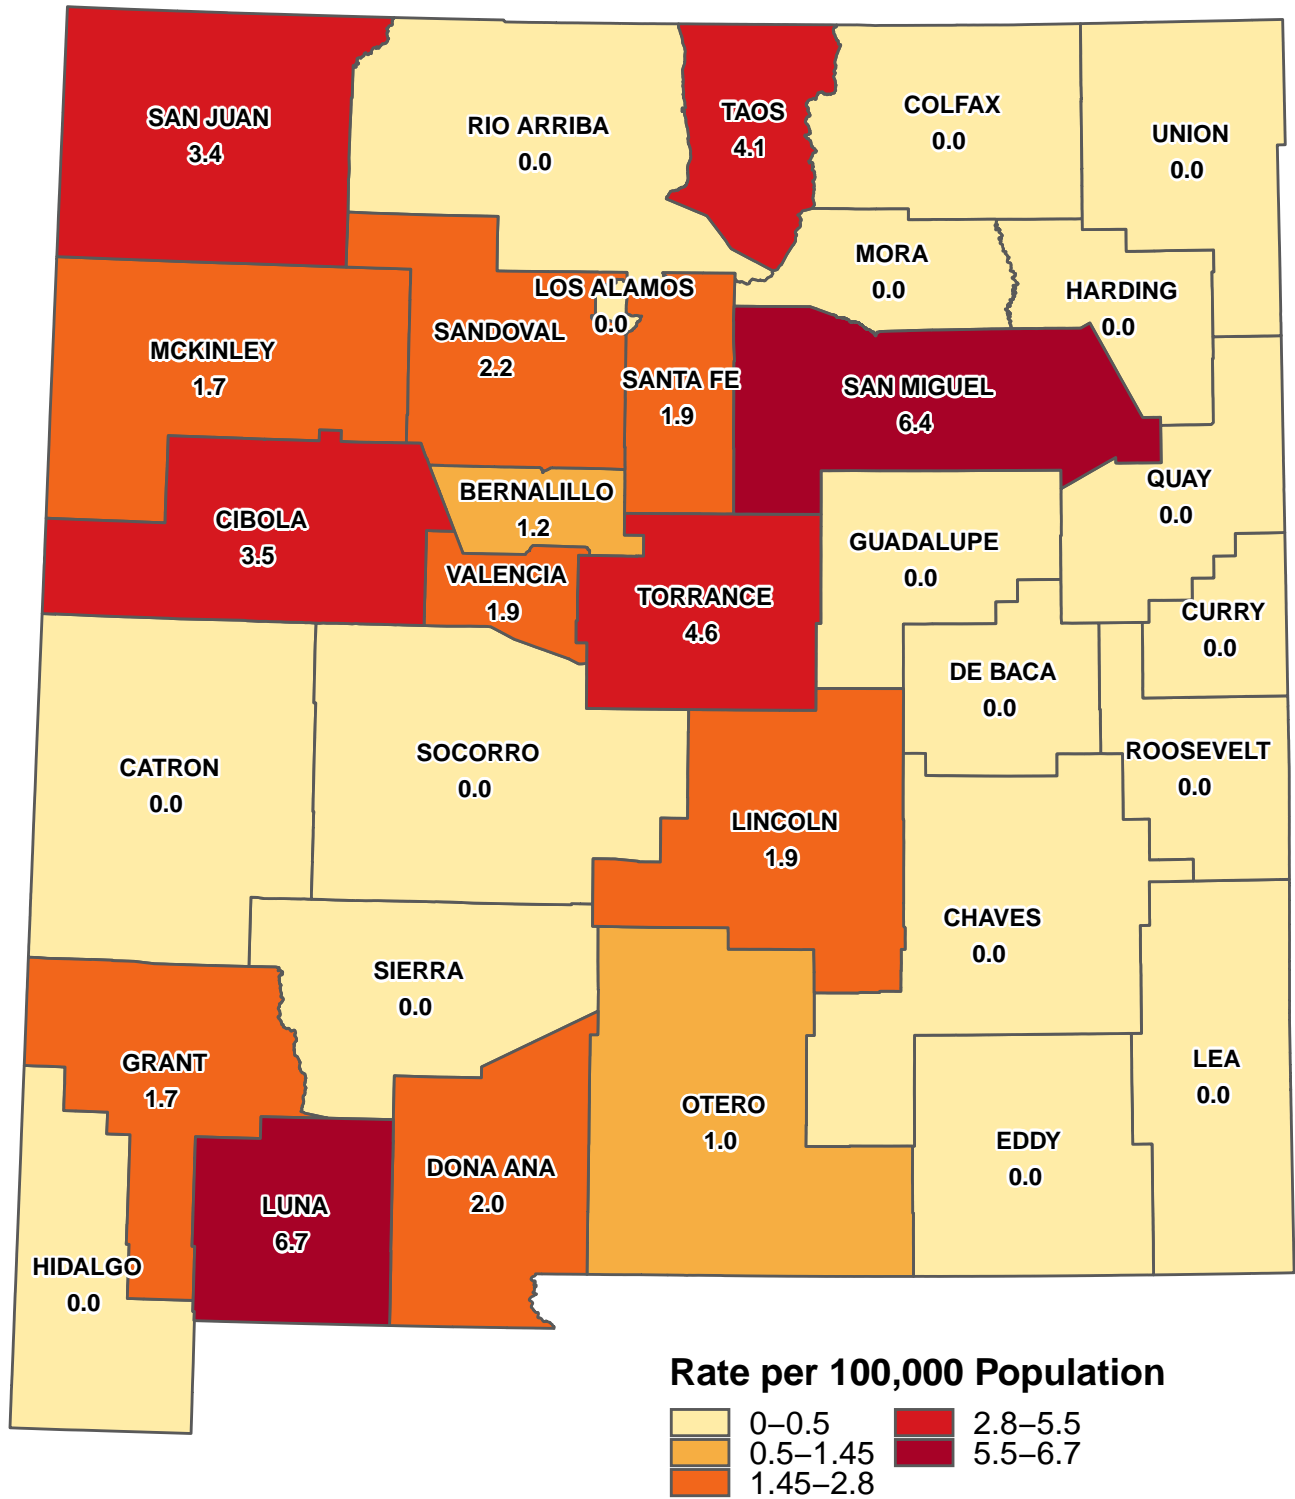 SAN JUAN
3.4
RIO ARRIBA
0.0
TAOS
4.1
COLFAX
0.0
UNION
0.0
MORA
0.0
HARDING
0.0
LOS ALAMOS
0.0
SANDOVAL
2.2
MCKINLEY
1.7
SANTA FE
1.9
SAN MIGUEL
6.4
QUAY
0.0
BERNALILLO
1.2
CIBOLA
3.5
GUADALUPE
0.0
VALENCIA
1.9
TORRANCE
4.6
CURRY
0.0
DE BACA
0.0
CATRON
0.0
SOCORRO
0.0
ROOSEVELT
0.0
LINCOLN
1.9
CHAVES
0.0
SIERRA
0.0
GRANT
1.7
LEA
0.0
OTERO
1.0
EDDY
0.0
DONA ANA
2.0
LUNA
6.7
HIDALGO
0.0
Rate per 100,000 Population
0–0.5
0.5–1.45
1.45–2.8
2.8–5.5
5.5–6.7